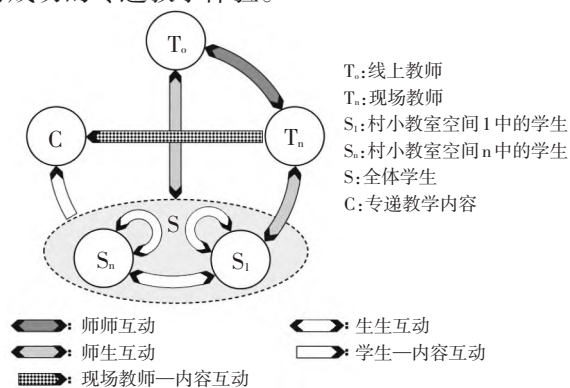 T。
T。:线上教师
Tₙ:现场教师
C
Tₙ
S₁:村小教室空间1中的学生
Sₙ:村小教室空间n中的学生
S:全体学生
C:专递教学内容
S
Sₙ
S₁
师师互动
:生生互动
:师生互动
:学生—内容互动
:现场教师—内容互动